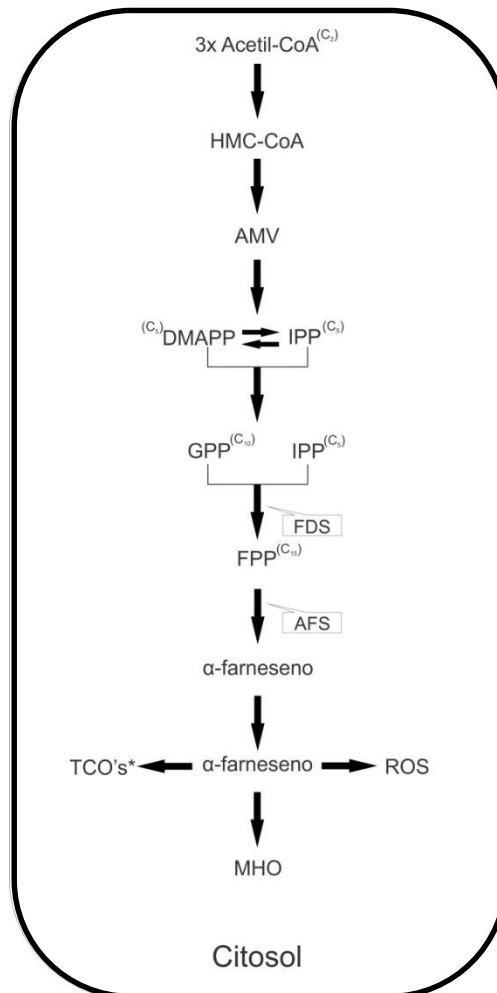 3x Acetil-CoA(C₂)
HMC-CoA
AMV
(C₅)DMAPP IPP(C₅)
GPP(C₁₀) IPP(C₅)
FDS
FPP(C₁₅)
AFS
α-farneseno
TCO's* α-farneseno ROS
MHO
Citosol